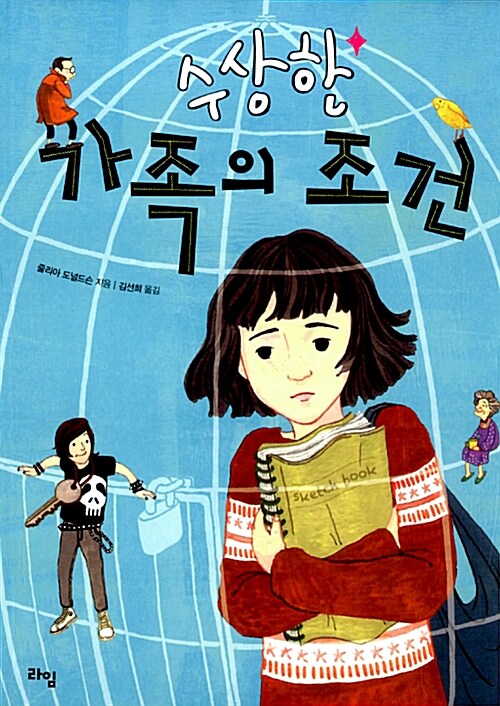 수상한
가족의 조건
줄리아 도널드슨 지음 | 김선희 옮김
sketch book
라임